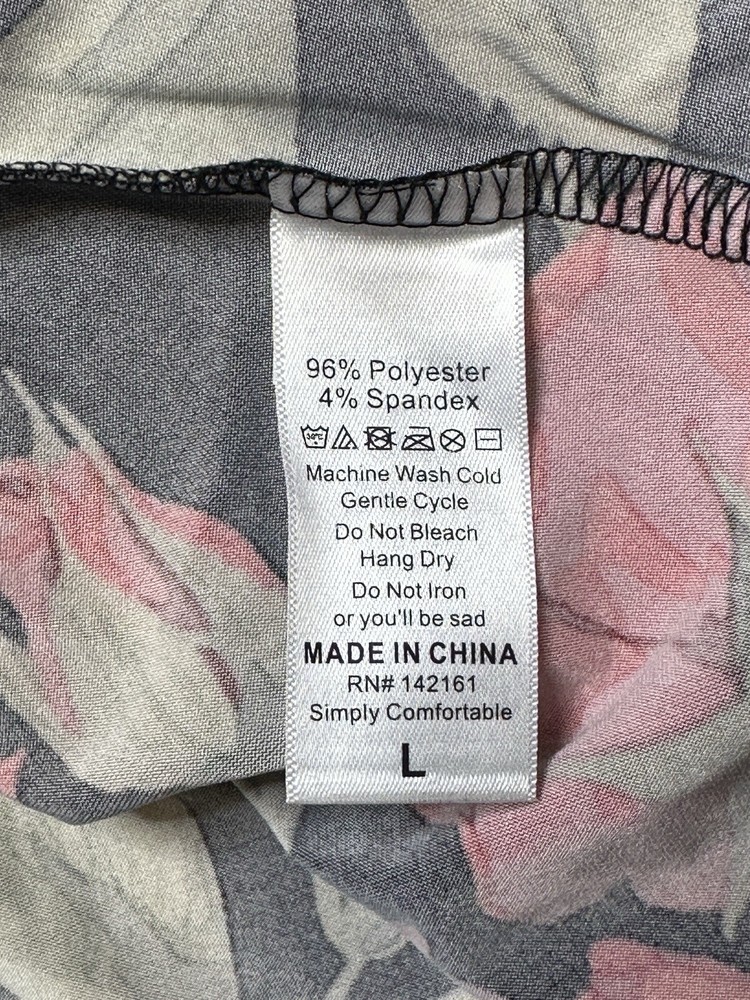 96% Polyester
4% Spandex
30°C
Machine Wash Cold
Gentle Cycle
Do Not Bleach
Hang Dry
Do Not Iron
or you'll be sad
MADE IN CHINA
RN# 142161
Simply Comfortable
L